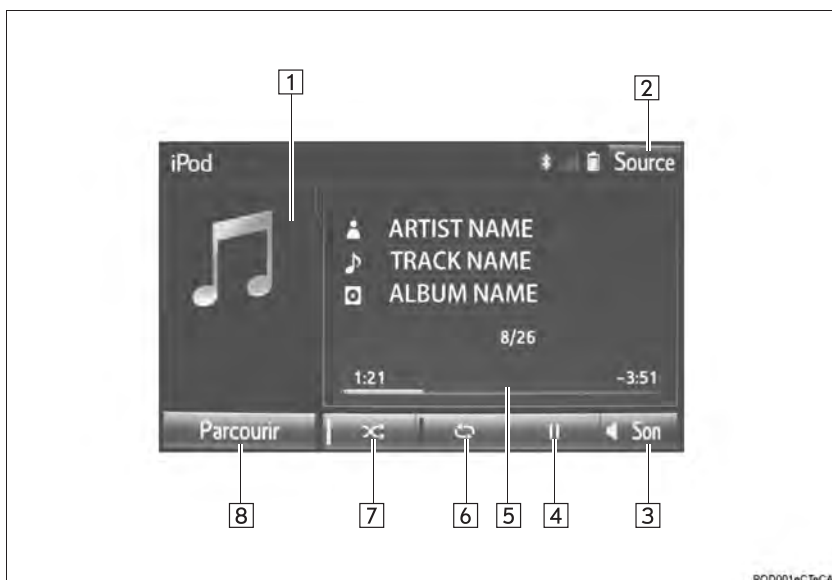 1
2
iPod
Source
ARTIST NAME
TRACK NAME
ALBUM NAME
8/26
1:21
-3:51
Parcourir
Son
8
7
6
5
4
3